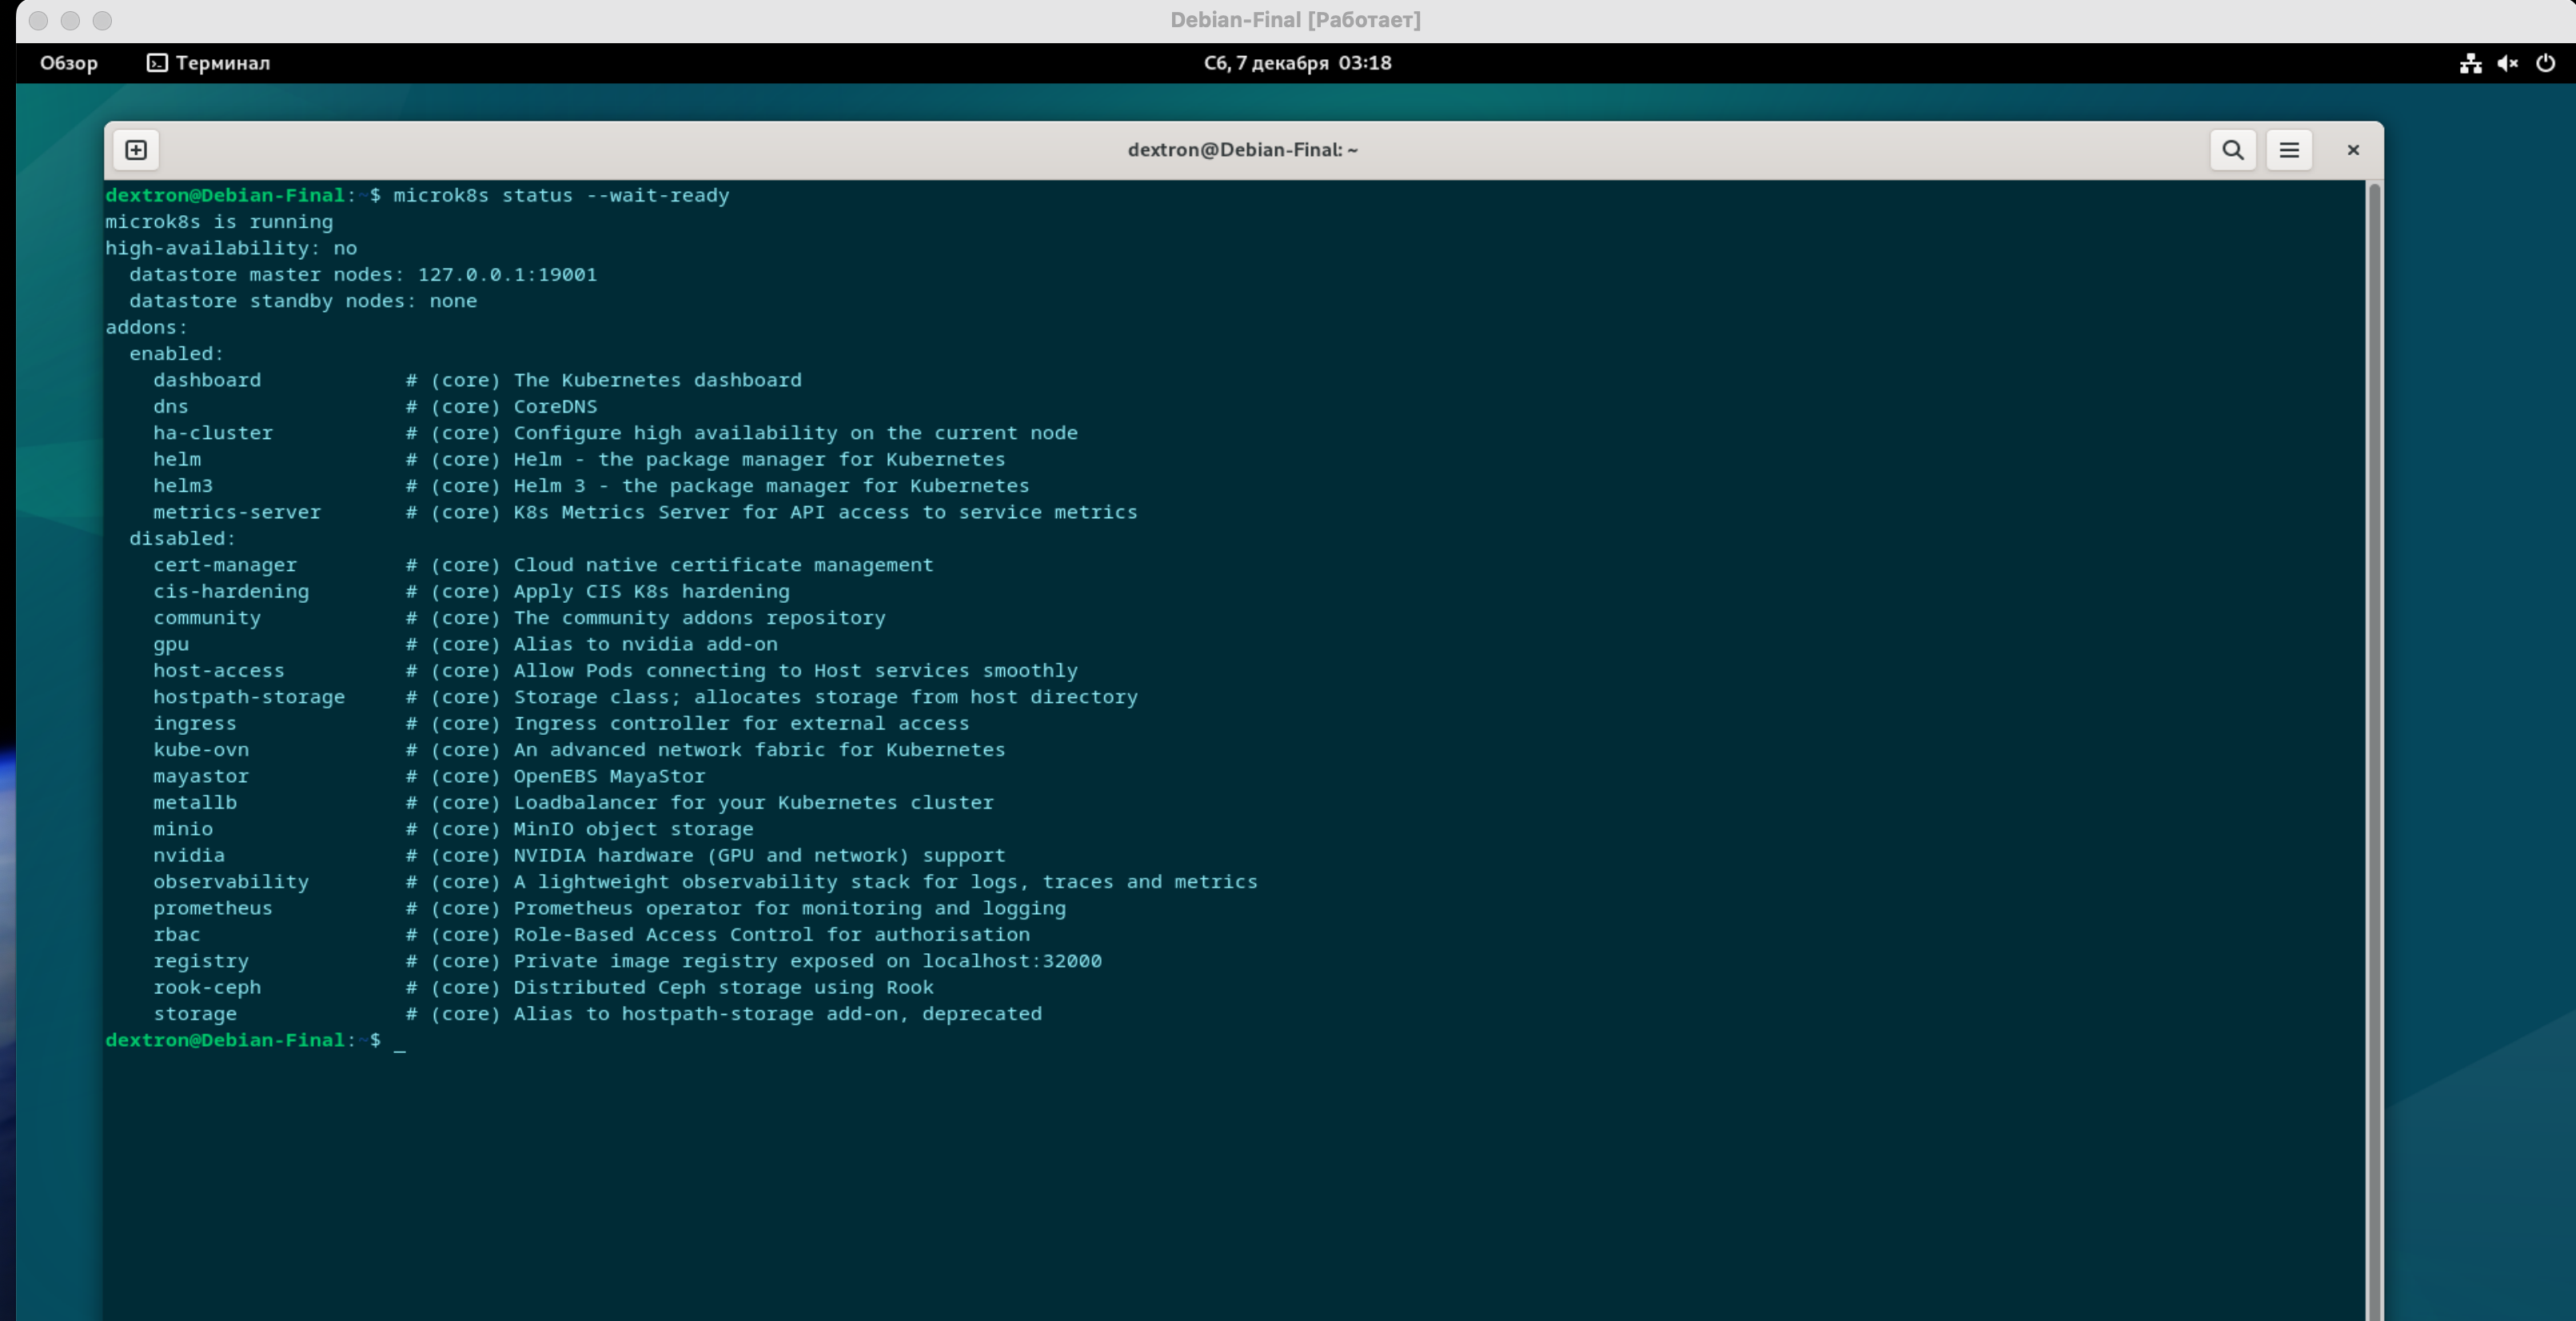 Debian-Final [Работает]
Обзор Терминал Сб, 7 декабря 03:18
dextron@Debian-Final: ~
dextron@Debian-Final:~$ microk8s status --wait-ready
microk8s is running
high-availability: no
  datastore master nodes: 127.0.0.1:19001
  datastore standby nodes: none
addons:
  enabled:
    dashboard            # (core) The Kubernetes dashboard
    dns                  # (core) CoreDNS
    ha-cluster           # (core) Configure high availability on the current node
    helm                 # (core) Helm - the package manager for Kubernetes
    helm3                # (core) Helm 3 - the package manager for Kubernetes
    metrics-server       # (core) K8s Metrics Server for API access to service metrics
  disabled:
    cert-manager         # (core) Cloud native certificate management
    cis-hardening        # (core) Apply CIS K8s hardening
    community            # (core) The community addons repository
    gpu                  # (core) Alias to nvidia add-on
    host-access          # (core) Allow Pods connecting to Host services smoothly
    hostpath-storage     # (core) Storage class; allocates storage from host directory
    ingress              # (core) Ingress controller for external access
    kube-ovn             # (core) An advanced network fabric for Kubernetes
    mayastor             # (core) OpenEBS MayaStor
    metallb              # (core) Loadbalancer for your Kubernetes cluster
    minio                # (core) MinIO object storage
    nvidia               # (core) NVIDIA hardware (GPU and network) support
    observability        # (core) A lightweight observability stack for logs, traces and metrics
    prometheus           # (core) Prometheus operator for monitoring and logging
    rbac                 # (core) Role-Based Access Control for authorisation
    registry             # (core) Private image registry exposed on localhost:32000
    rook-ceph            # (core) Distributed Ceph storage using Rook
    storage              # (core) Alias to hostpath-storage add-on, deprecated
dextron@Debian-Final:~$ _